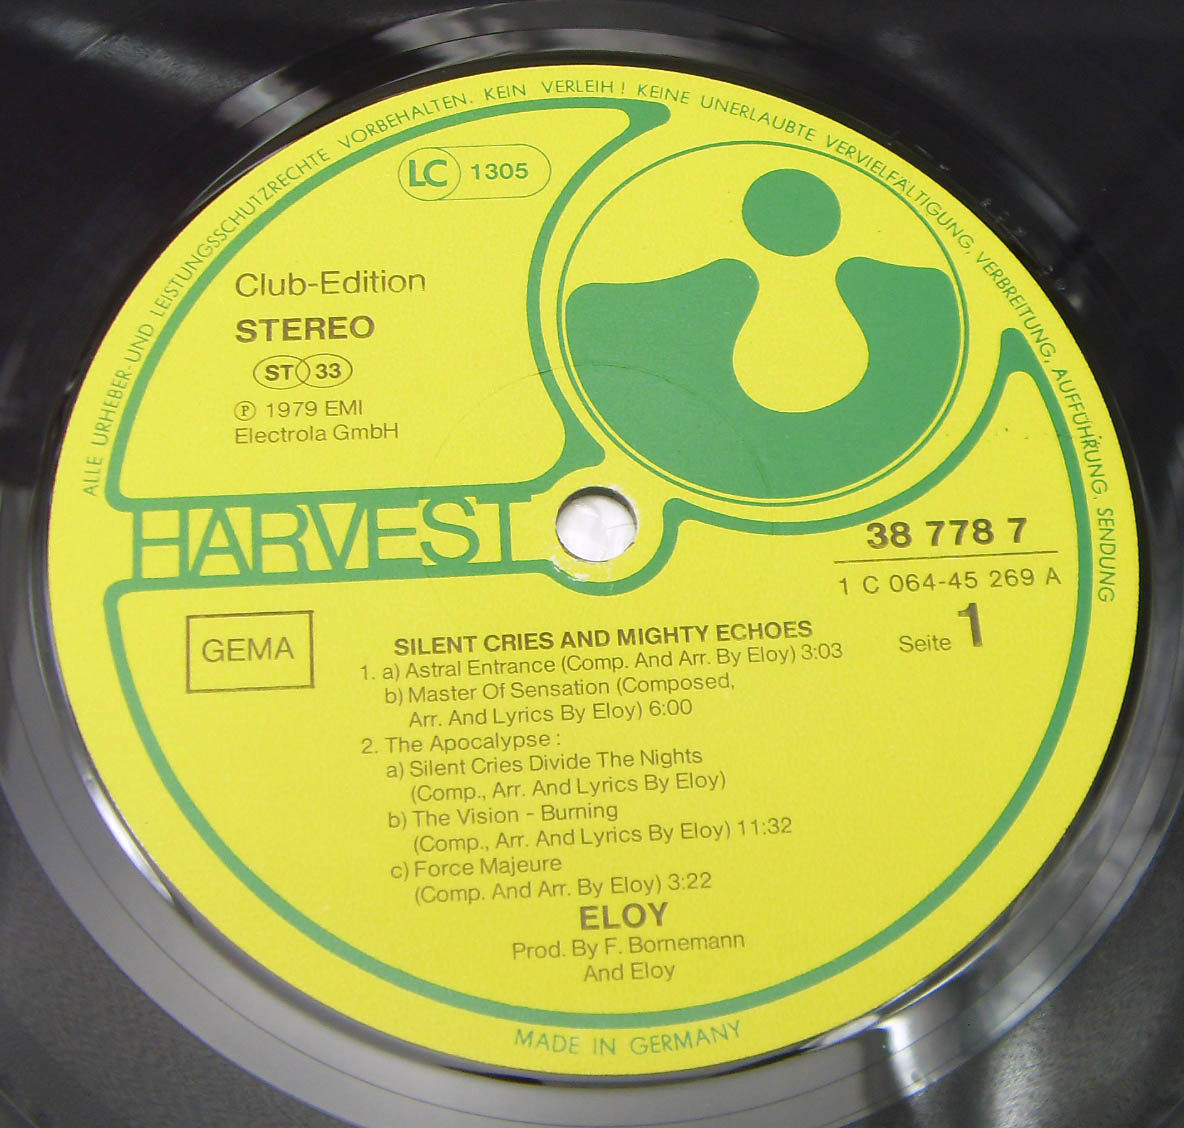 ALLE URHEBER- UND LEISTUNGSSCHUTZRECHTE VORBEHALTEN. KEIN VERLEIH! KEINE UNERLAUBTE VERVIELFÄLTIGUNG, VERBREITUNG, AUFFÜHRUNG, SENDUNG
LC 1305
Club-Edition
STEREO
ST 33
℗ 1979 EMI
Electrola GmbH
HARVEST
38 778 7
1 C 064-45 269 A
GEMA
Seite 1
SILENT CRIES AND MIGHTY ECHOES
1. a) Astral Entrance (Comp. And Arr. By Eloy) 3:03
b) Master Of Sensation (Composed,
Arr. And Lyrics By Eloy) 6:00
2. The Apocalypse:
a) Silent Cries Divide The Nights
(Comp., Arr. And Lyrics By Eloy)
b) The Vision - Burning
(Comp., Arr. And Lyrics By Eloy) 11:32
c) Force Majeure
(Comp. And Arr. By Eloy) 3:22
ELOY
Prod. By F. Bornemann
And Eloy
MADE IN GERMANY